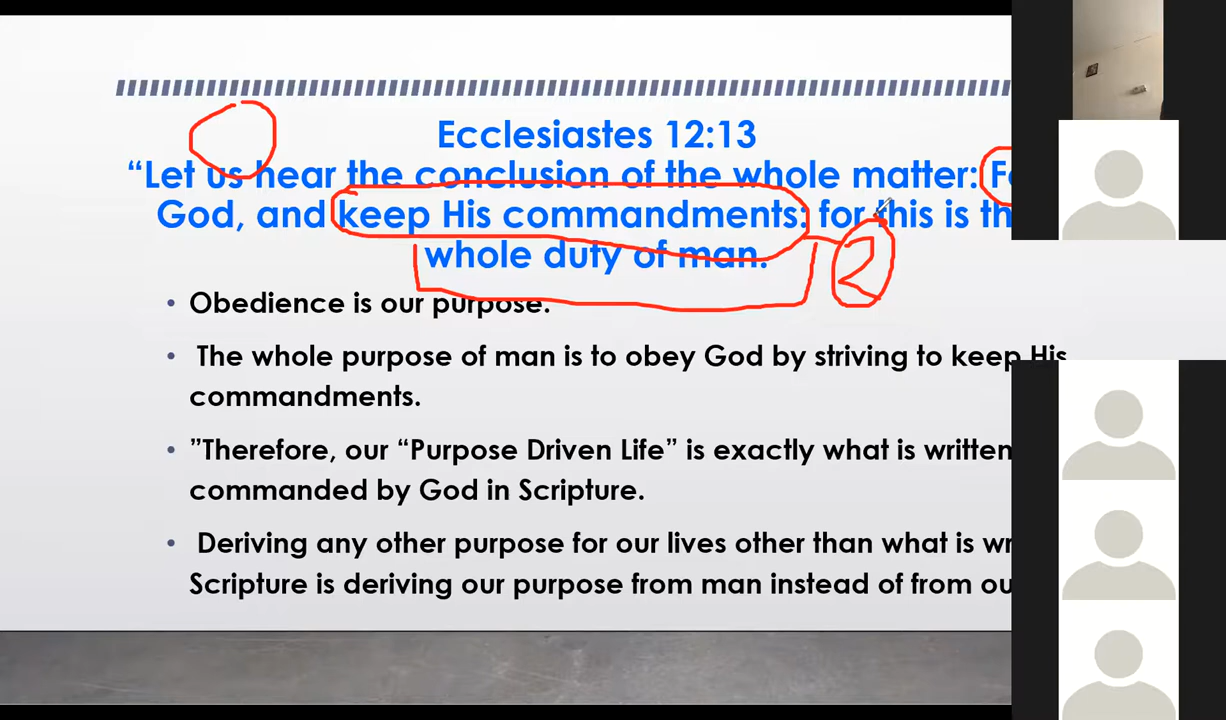 Ecclesiastes 12:13
“Let us hear the conclusion of the whole matter:
God, and keep His commandments: for this is
whole duty of man.
2
• Obedience is our purpose.
• The whole purpose of man is to obey God by striving to keep His
commandments.
• ”Therefore, our “Purpose Driven Life” is exactly what is written
commanded by God in Scripture.
• Deriving any other purpose for our lives other than what is
Scripture is deriving our purpose from man instead of from